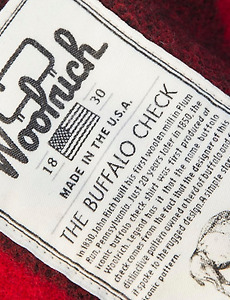 Woolrich
18 30
MADE IN THE U.S.A.
THE BUFFALO CHECK
In 1830, John Rich built his first woolen mill in Plum
Run, Pennsylvania. Just 20 years later in 1850, the
iconic buffalo check shirt was first produced at
Woolrich. Legend has it that the name buffalo
check comes from the fact that the designer of this
distinctive pattern owned a herd of buffalo and
it spoke to the rugged design. A simple story
onic pattern.